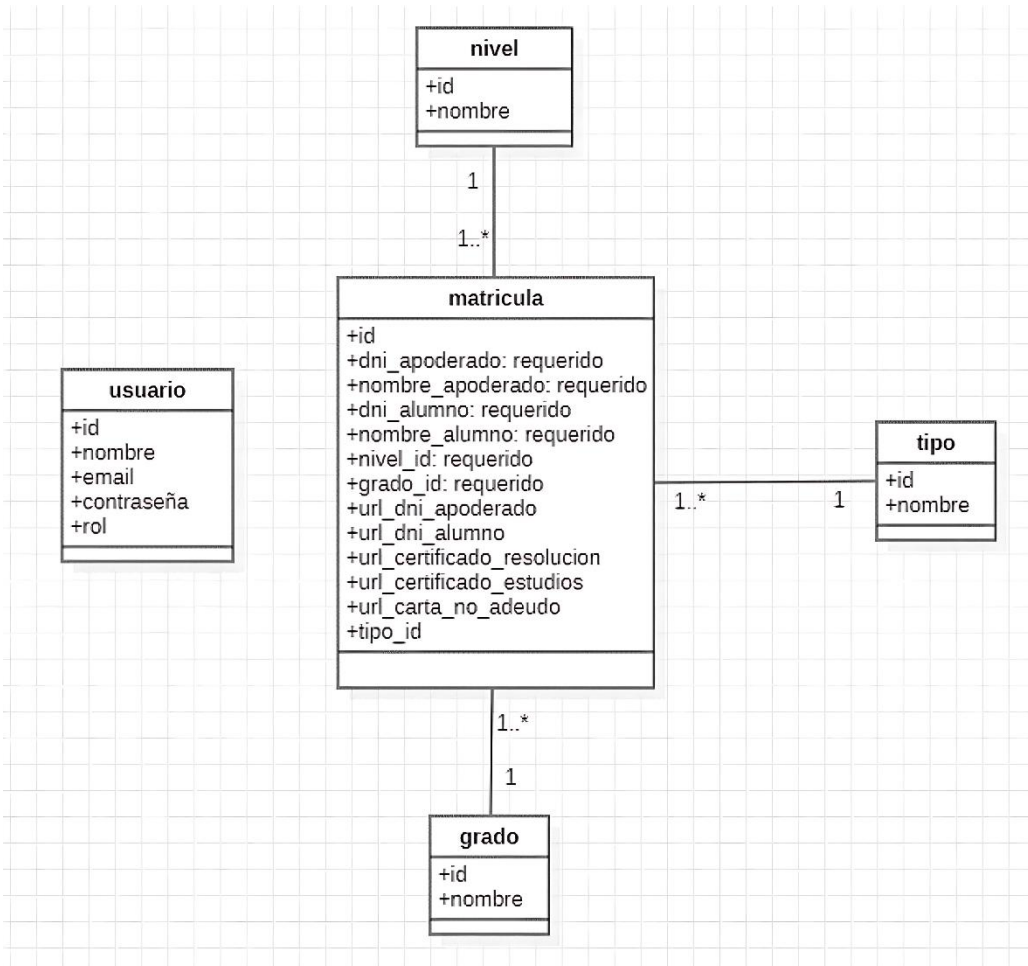 nivel
+id
+nombre
1
1..*
matricula
+id
+dni_apoderado: requerido
+nombre_apoderado: requerido
+dni_alumno: requerido
+nombre_alumno: requerido
+nivel_id: requerido
+grado_id: requerido
+url_dni_apoderado
+url_dni_alumno
+url_certificado_resolucion
+url_certificado_estudios
+url_carta_no_adeudo
+tipo_id
usuario
+id
+nombre
+email
+contraseña
+rol
1..*
1
tipo
+id
+nombre
1..*
1
grado
+id
+nombre